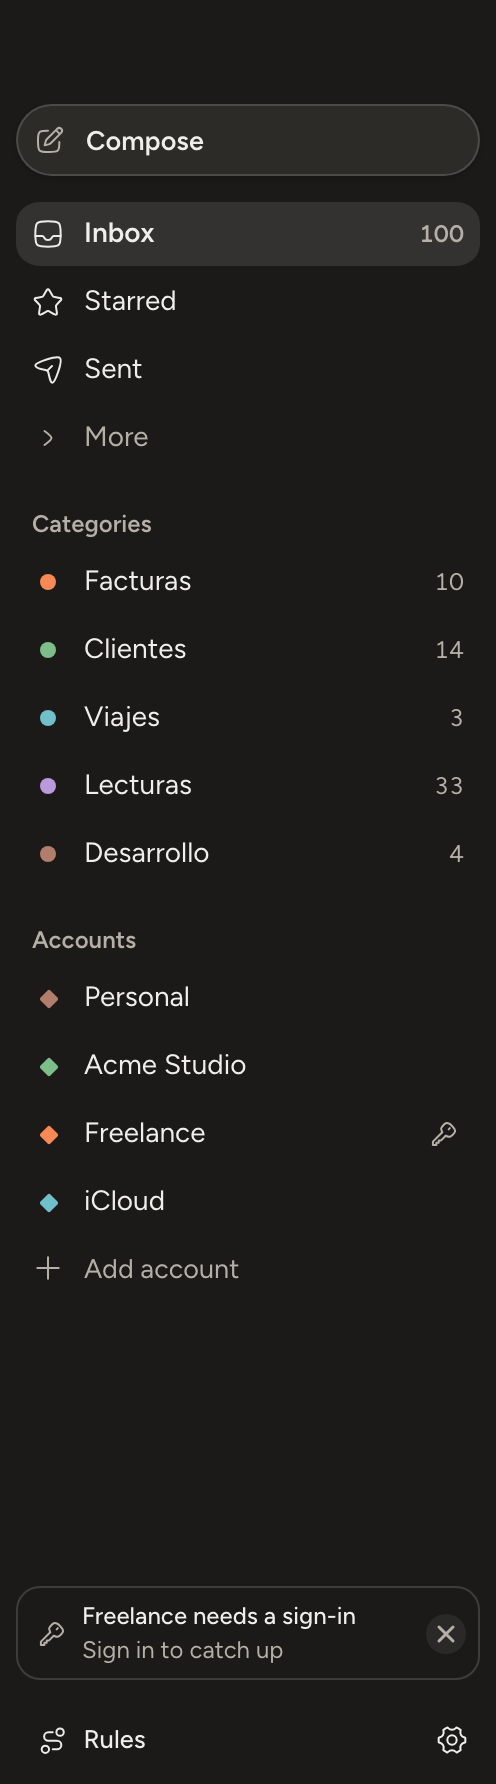 Compose
Inbox 100
Starred
Sent
More
Categories
Facturas 10
Clientes 14
Viajes 3
Lecturas 33
Desarrollo 4
Accounts
Personal
Acme Studio
Freelance
iCloud
Add account
Freelance needs a sign-in
Sign in to catch up
Rules